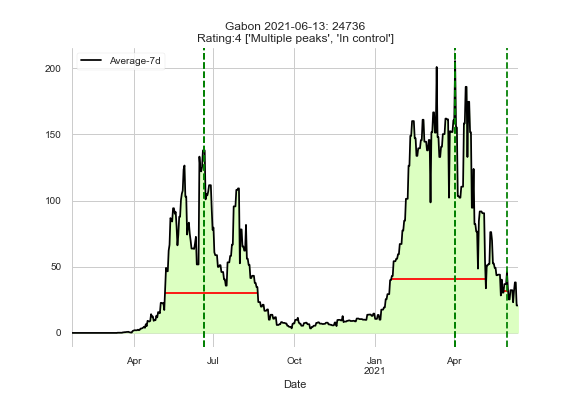 Gabon 2021-06-13: 24736
Rating:4 ['Multiple peaks', 'In control']
Average-7d
200
150
100
50
0
Apr Jul Oct Jan Apr
2021
Date